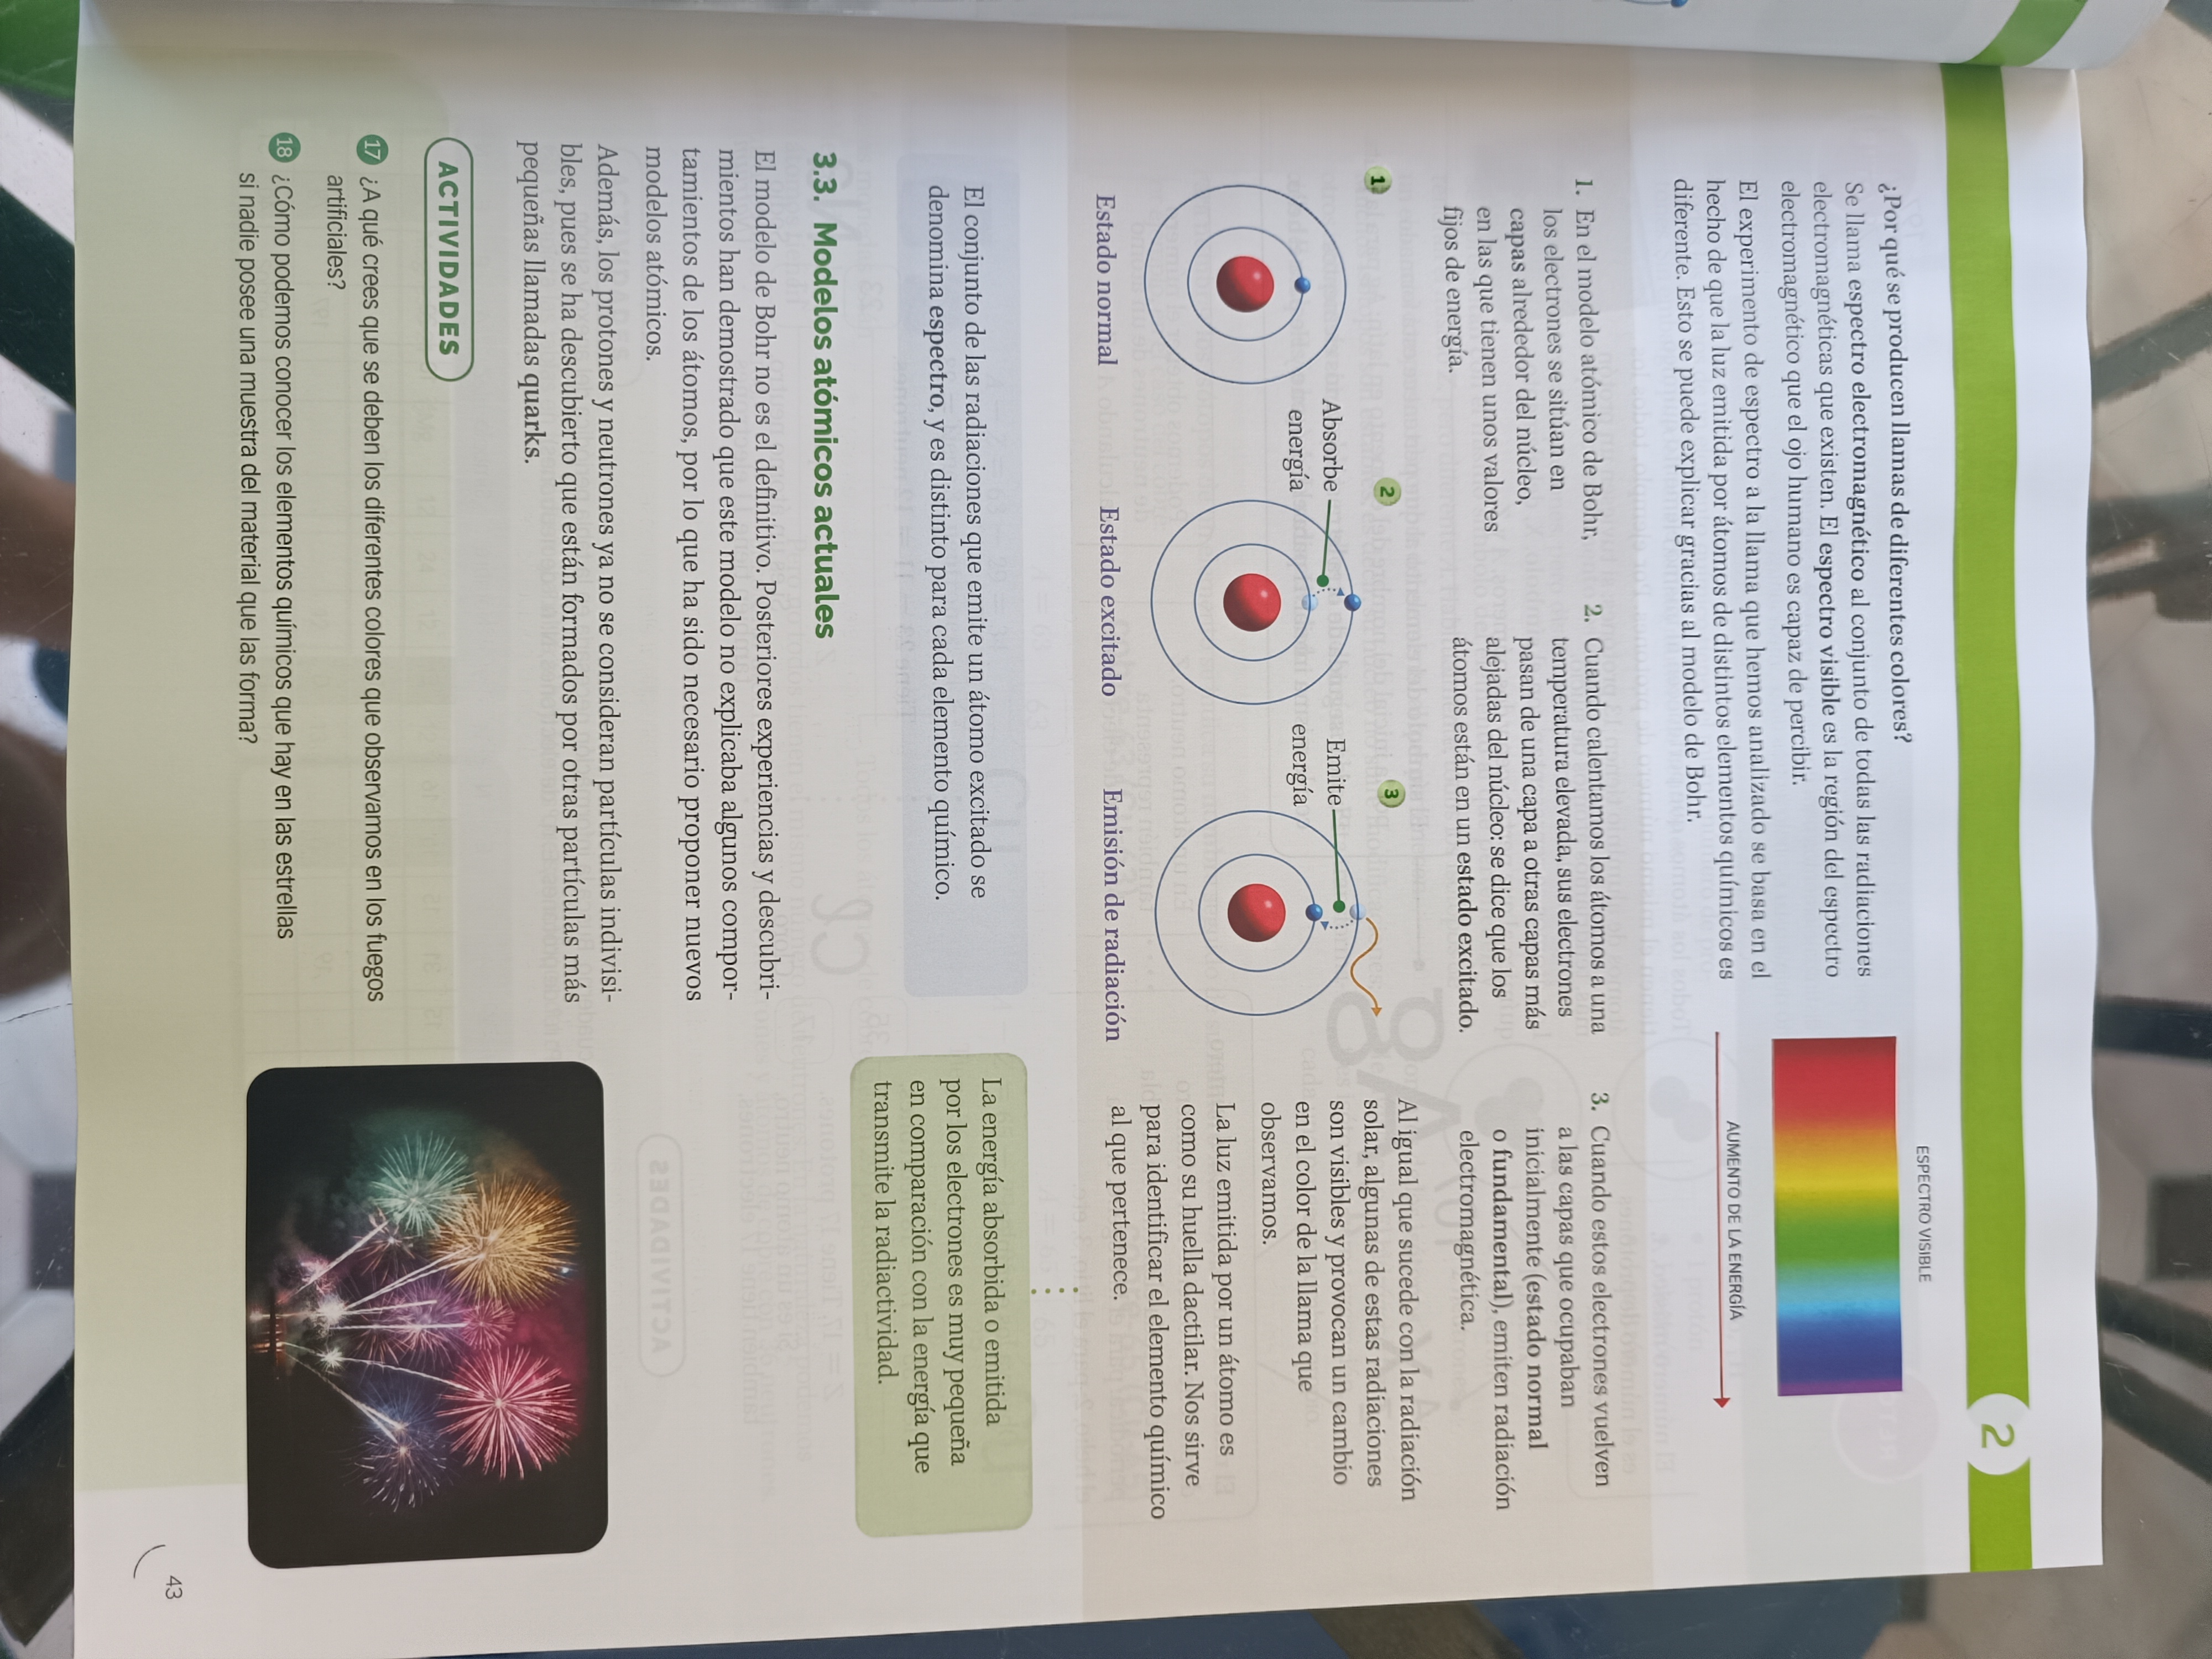 2
¿Por qué se producen llamas de diferentes colores?
Se llama espectro electromagnético al conjunto de todas las radiaciones
electromagnéticas que existen. El espectro visible es la región del espectro
electromagnético que el ojo humano es capaz de percibir.
El experimento de espectro a la llama que hemos analizado se basa en el
hecho de que la luz emitida por átomos de distintos elementos químicos es
diferente. Esto se puede explicar gracias al modelo de Bohr.
ESPECTRO VISIBLE
AUMENTO DE LA ENERGÍA
1. En el modelo atómico de Bohr,
los electrones se sitúan en
capas alrededor del núcleo,
en las que tienen unos valores
fijos de energía.
2. Cuando calentamos los átomos a una
temperatura elevada, sus electrones
pasan de una capa a otras capas más
alejadas del núcleo: se dice que los
átomos están en un estado excitado.
3. Cuando estos electrones vuelven
a las capas que ocupaban
inicialmente (estado normal
o fundamental), emiten radiación
electromagnética.
Al igual que sucede con la radiación
solar, algunas de estas radiaciones
son visibles y provocan un cambio
en el color de la llama que
observamos.
La luz emitida por un átomo es
como su huella dactilar. Nos sirve
para identificar el elemento químico
al que pertenece.
1
Estado normal
2
Absorbe
energía
Estado excitado
3
Emite
energía
Emisión de radiación
El conjunto de las radiaciones que emite un átomo excitado se
denomina espectro, y es distinto para cada elemento químico.
La energía absorbida o emitida
por los electrones es muy pequeña
en comparación con la energía que
transmite la radiactividad.
3.3. Modelos atómicos actuales
El modelo de Bohr no es el definitivo. Posteriores experiencias y descubri-
mientos han demostrado que este modelo no explicaba algunos compor-
tamientos de los átomos, por lo que ha sido necesario proponer nuevos
modelos atómicos.
Además, los protones y neutrones ya no se consideran partículas indivisi-
bles, pues se ha descubierto que están formados por otras partículas más
pequeñas llamadas quarks.
ACTIVIDADES
17 ¿A qué crees que se deben los diferentes colores que observamos en los fuegos
artificiales?
18 ¿Cómo podemos conocer los elementos químicos que hay en las estrellas
si nadie posee una muestra del material que las forma?
43